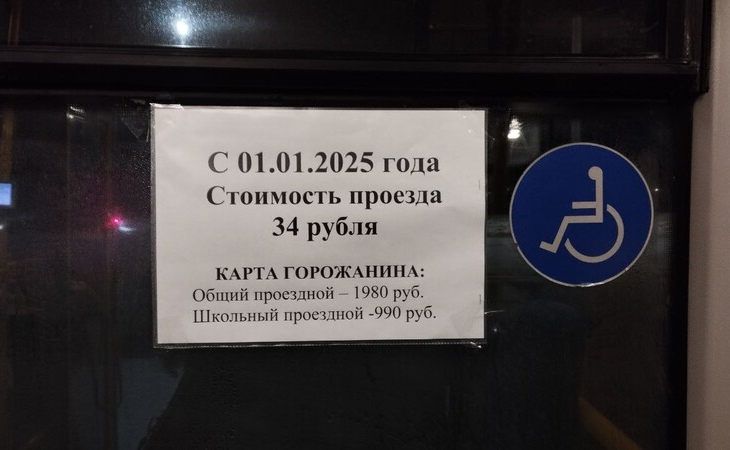 С 01.01.2025 года
Стоимость проезда
34 рубля
КАРТА ГОРОЖАНИНА:
Общий проездной – 1980 руб.
Школьный проездной -990 руб.